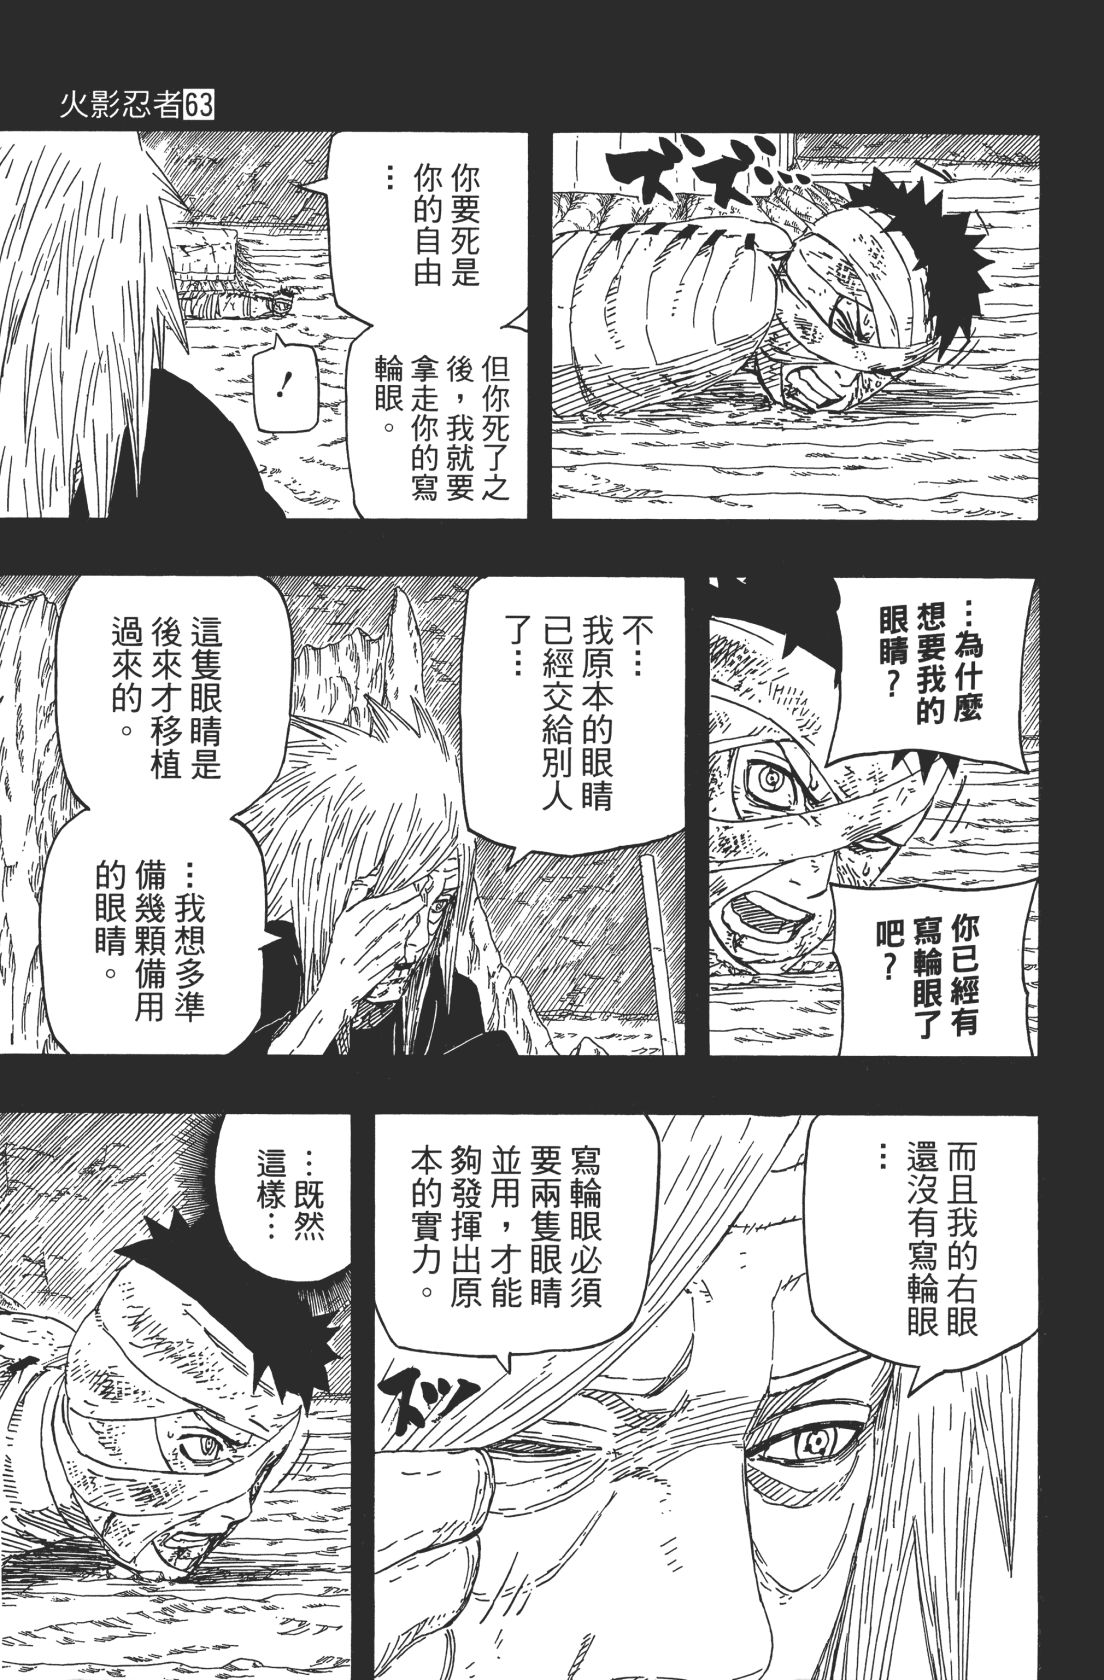 火影忍者63
ズズ…
你要死是
你的自由
…
但你死了之
後，我就要
拿走你的寫
輪眼。
！
…為什麼
想要我的
眼睛？
你已經有
寫輪眼了
吧？
不…
我原本的眼睛
已經交給別人
了…
這隻眼睛是
後來才移植
過來的。
…我想多準
備幾顆備用
的眼睛。
而且我的右眼
還沒有寫輪眼
…
寫輪眼必須
要兩隻眼睛
並用，才能
夠發揮出原
本的實力。
ズッ
…既然
這樣…